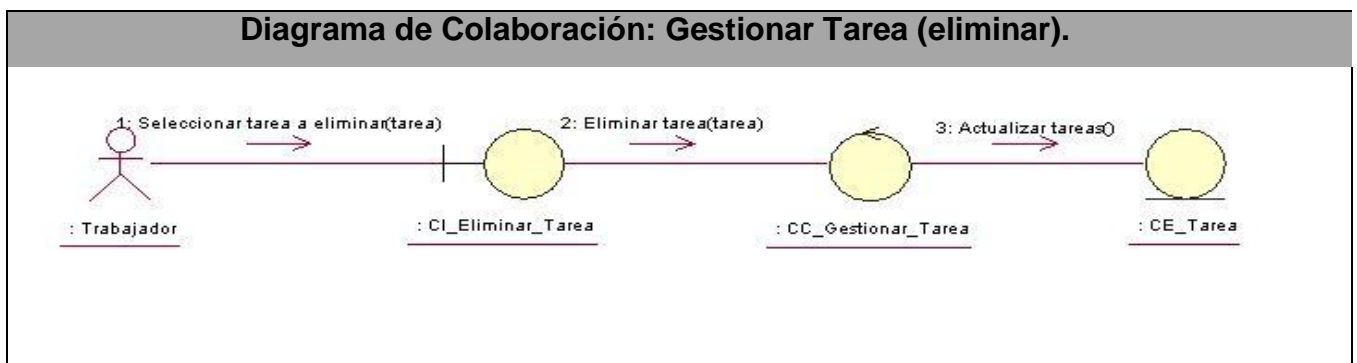 Diagrama de Colaboración: Gestionar Tarea (eliminar).
1: Seleccionar tarea a eliminar(tarea)
2: Eliminar tarea(tarea)
3: Actualizar tareas()
: Trabajador
: CI_Eliminar_Tarea
: CC_Gestionar_Tarea
: CE_Tarea